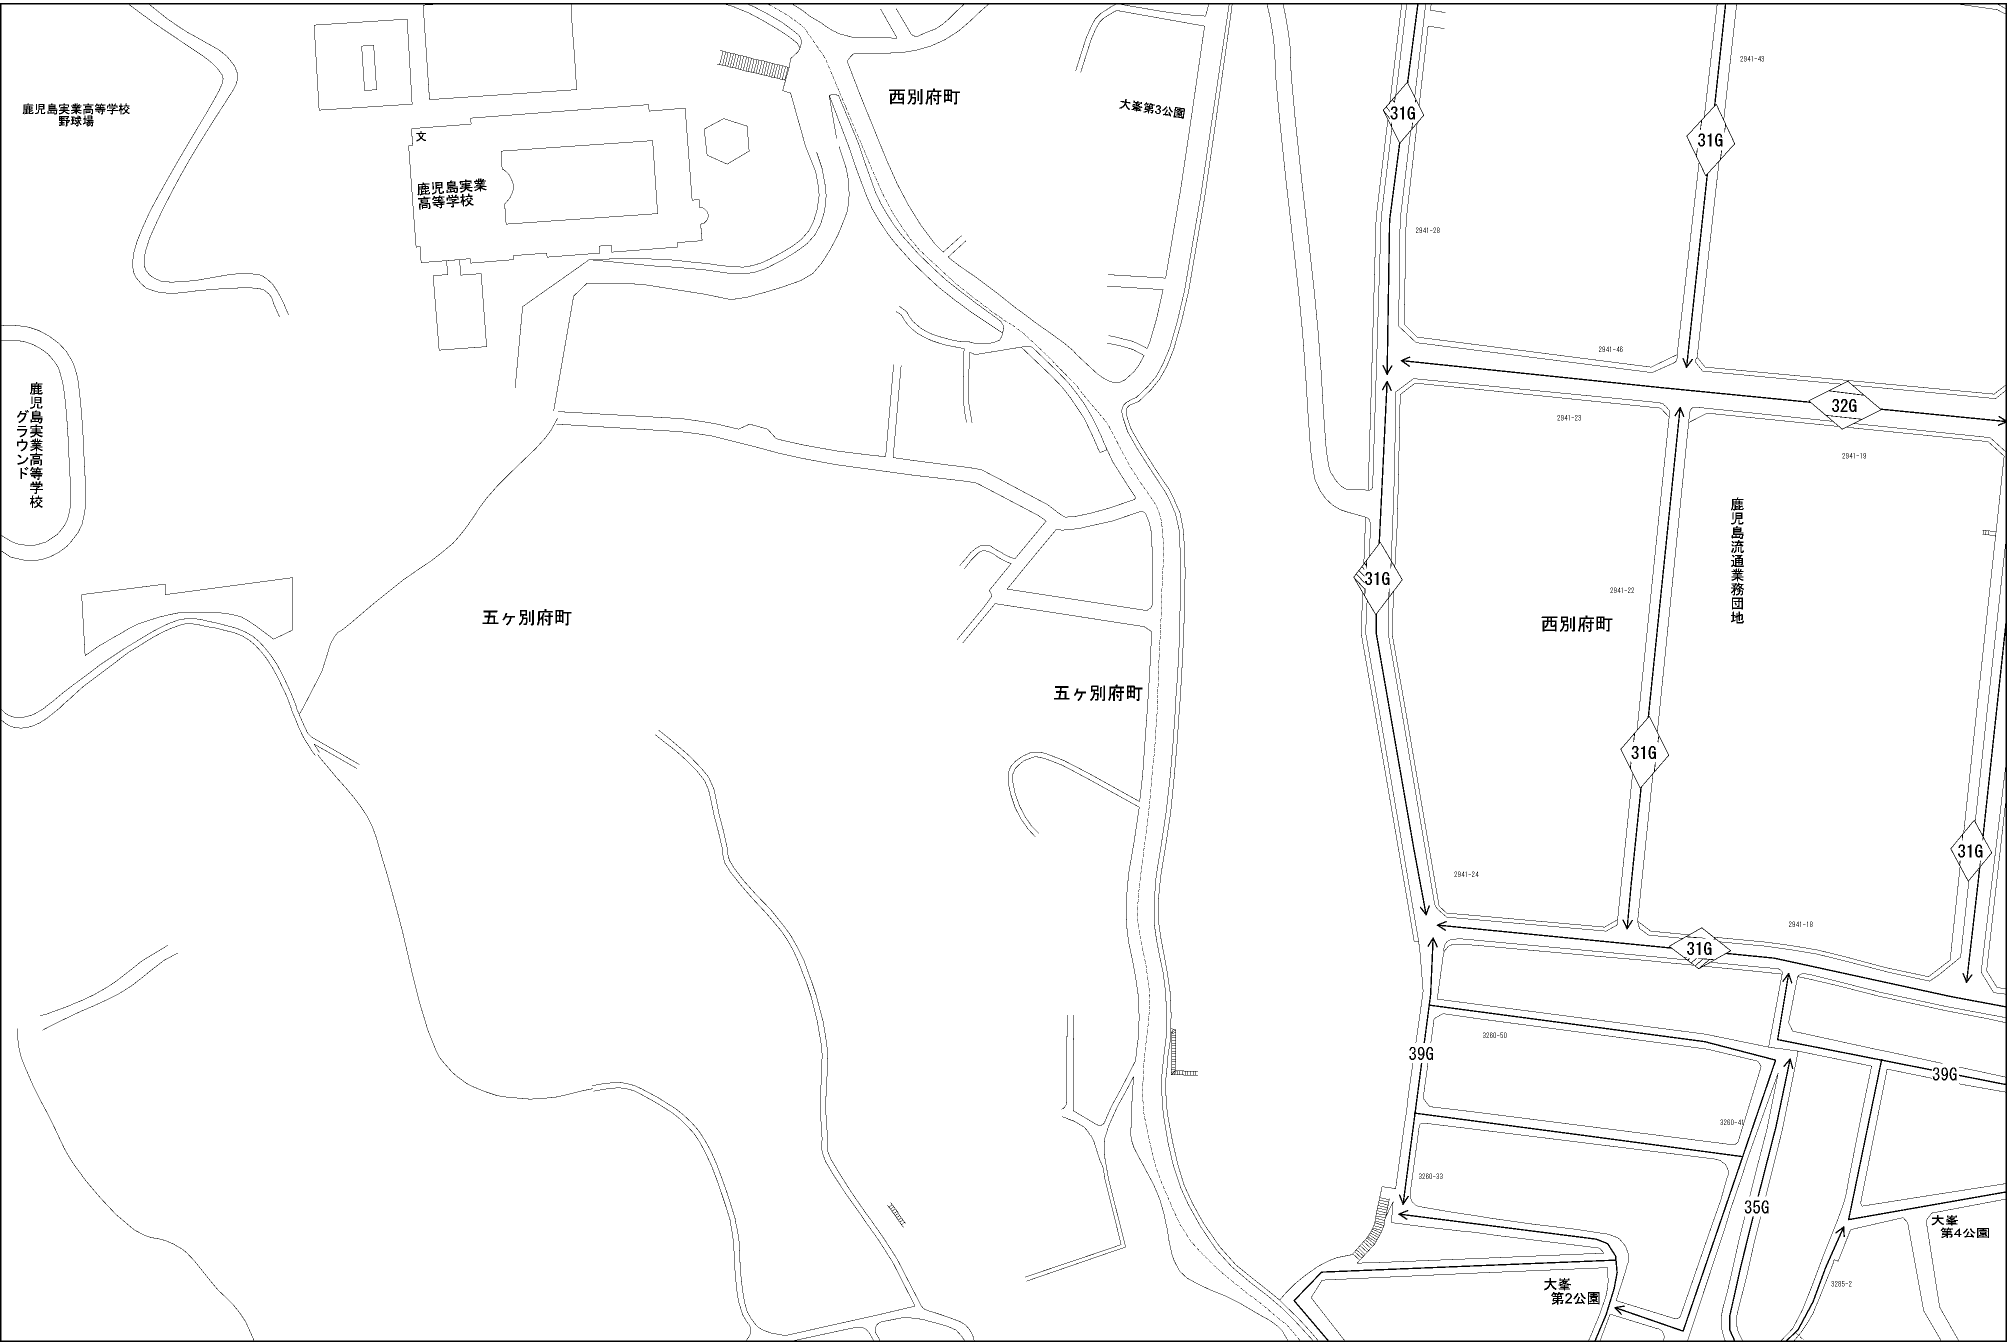 鹿児島実業高等学校
野球場
文
鹿児島実業
高等学校
西別府町
大峯第3公園
31G
31G
2941-43
2941-28
2941-46
32G
鹿児島実業高等学校
グラウンド
2941-23
2941-19
鹿児島流通業務団地
31G
2941-22
五ヶ別府町
西別府町
五ヶ別府町
31G
31G
2941-24
2941-18
31G
3260-50
39G
39G
3260-33
35G
大峯
第4公園
3285-2
大峯
第2公園